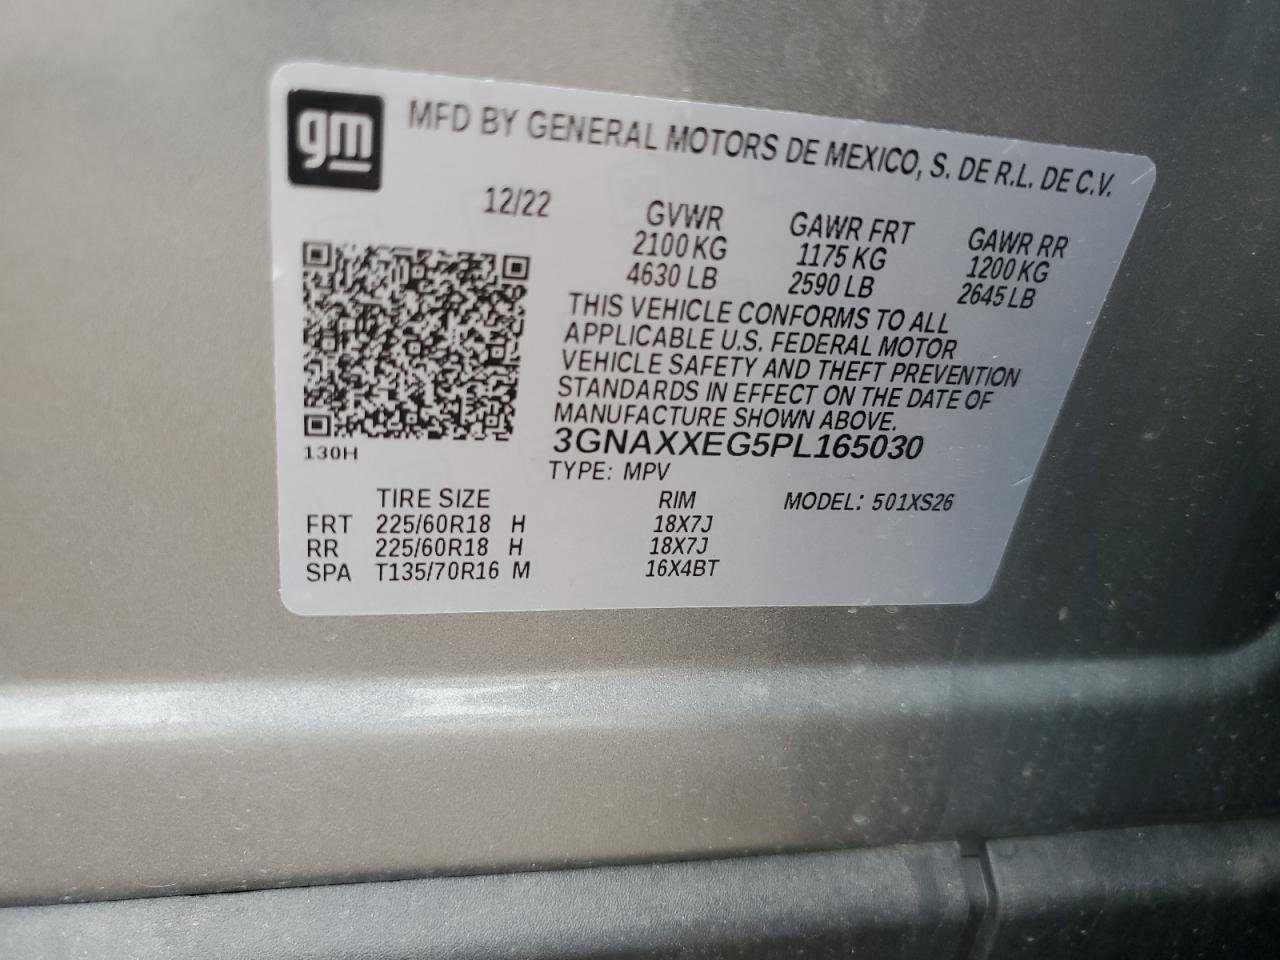 gm
MFD BY GENERAL MOTORS DE MEXICO, S. DE R.L. DE C.V.
12/22
GVWR
2100 KG
4630 LB
GAWR FRT
1175 KG
2590 LB
GAWR RR
1200 KG
2645 LB
THIS VEHICLE CONFORMS TO ALL
APPLICABLE U.S. FEDERAL MOTOR
VEHICLE SAFETY AND THEFT PREVENTION
STANDARDS IN EFFECT ON THE DATE OF
MANUFACTURE SHOWN ABOVE.
3GNAXXEG5PL165030
130H
TYPE: MPV
TIRE SIZE RIM MODEL: 501XS26
FRT 225/60R18 H 18X7J
RR 225/60R18 H 18X7J
SPA T135/70R16 M 16X4BT